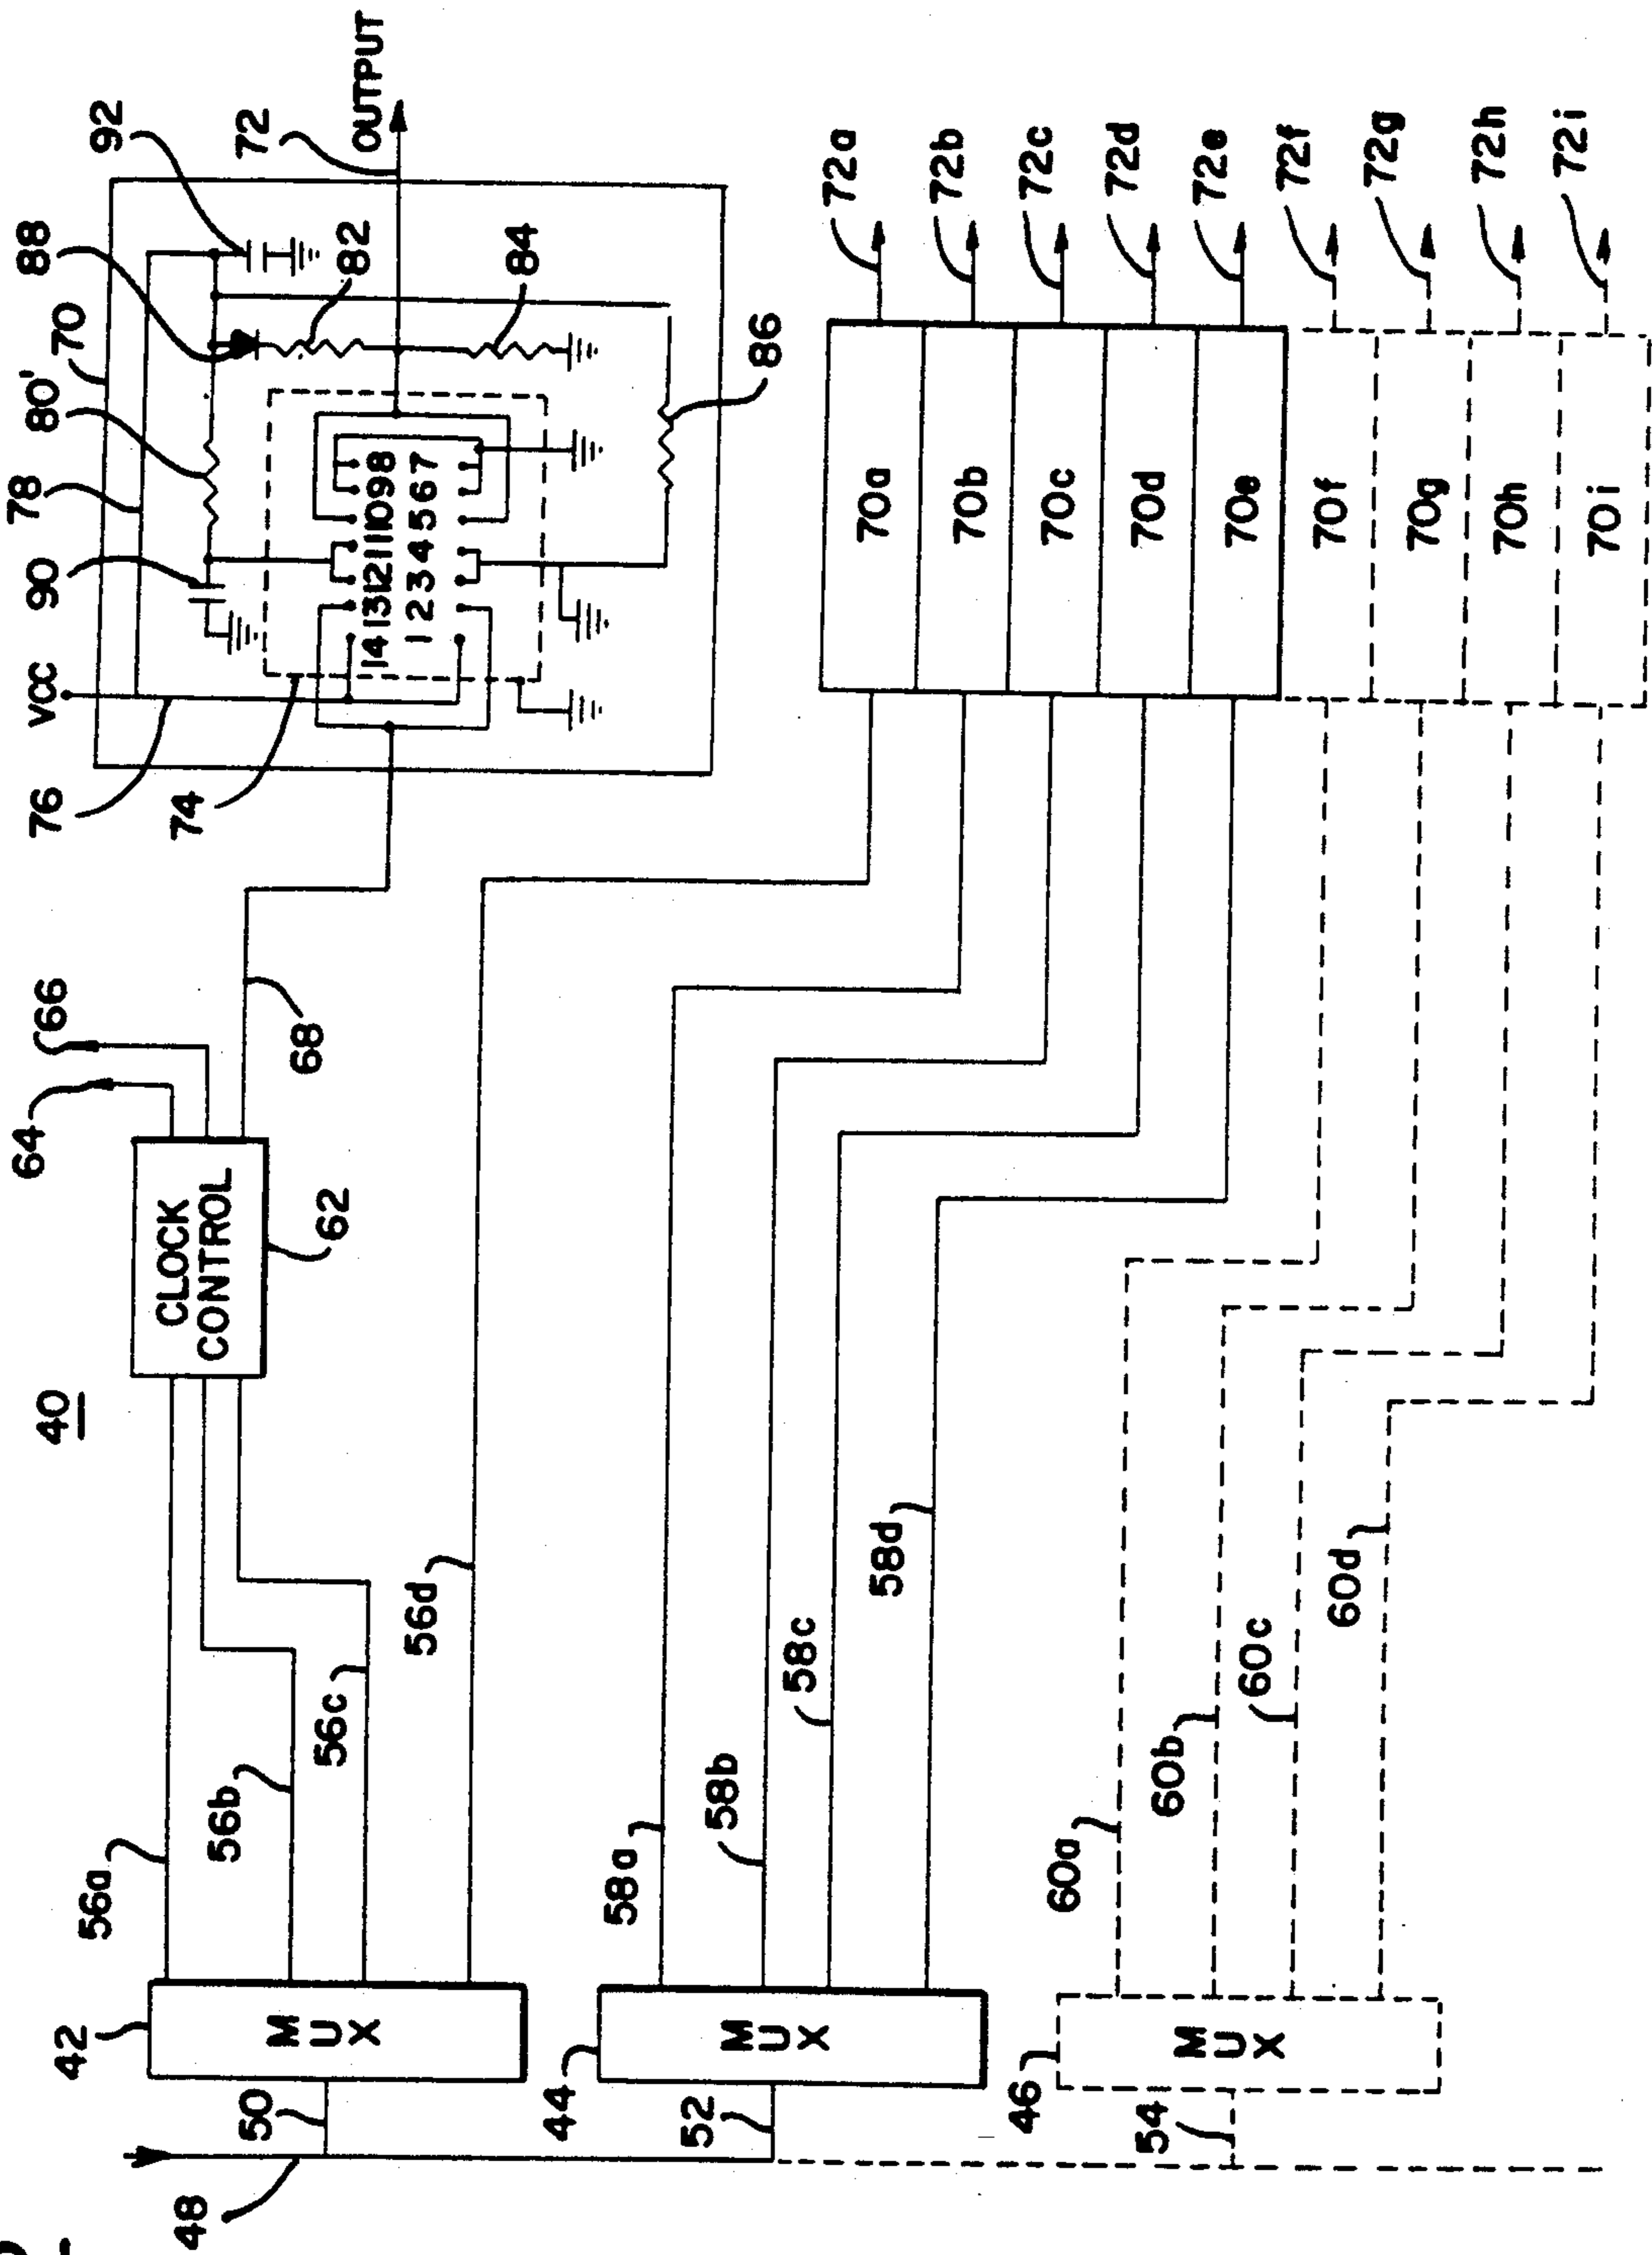 40
42
MUX
44
MUX
46
MUX
48
50
52
54
56a
56b
56c
56d
58a
58b
58c
58d
60a
60b
60c
60d
CLOCK
CONTROL
62
64
66
68
VCC
76
74
90
78
80'
70
88
92
72
OUTPUT
82
84
86
14 13 12 11 10 9 8
1 2 3 4 5 6 7
70a
70b
70c
70d
70e
70f
70g
70h
70i
72a
72b
72c
72d
72e
72f
72g
72h
72i